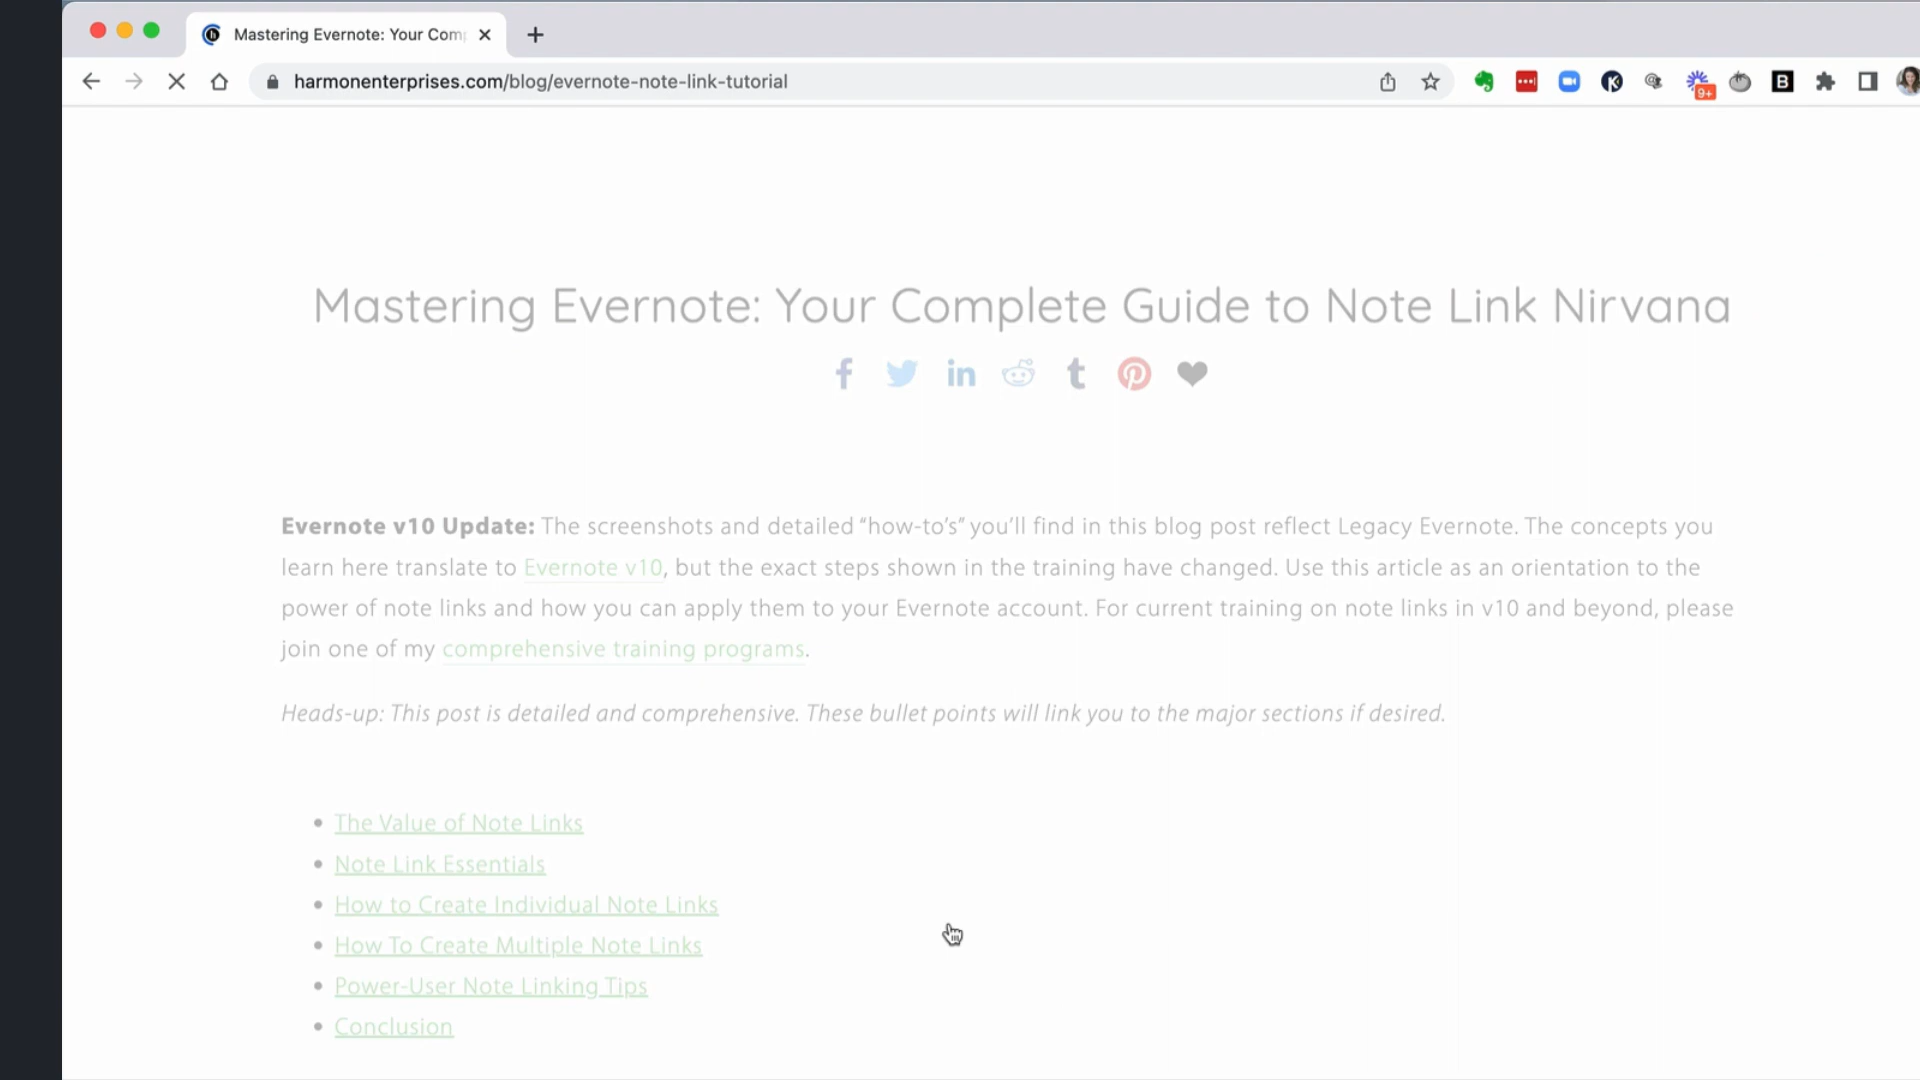 Mastering Evernote: Your Com
harmonenterprises.com/blog/evernote-note-link-tutorial
9+
B
Mastering Evernote: Your Complete Guide to Note Link Nirvana
Evernote v10 Update: The screenshots and detailed “how-to’s” you’ll find in this blog post reflect Legacy Evernote. The concepts you
learn here translate to Evernote v10, but the exact steps shown in the training have changed. Use this article as an orientation to the
power of note links and how you can apply them to your Evernote account. For current training on note links in v10 and beyond, please
join one of my comprehensive training programs.
Heads-up: This post is detailed and comprehensive. These bullet points will link you to the major sections if desired.
The Value of Note Links
Note Link Essentials
How to Create Individual Note Links
How To Create Multiple Note Links
Power-User Note Linking Tips
Conclusion